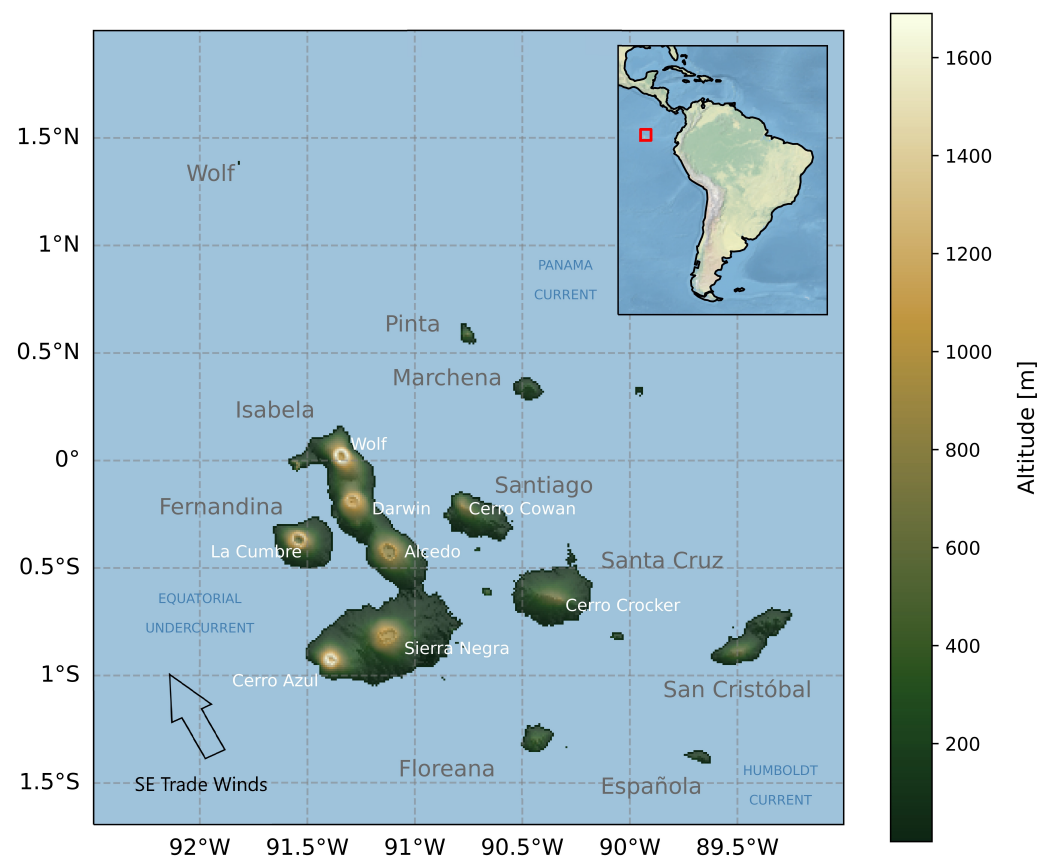 1.5°N
1°N
0.5°N
0°
0.5°S
1°S
1.5°S
92°W
91.5°W
91°W
90.5°W
90°W
89.5°W
Wolf
PANAMA
CURRENT
Pinta
Marchena
Isabela
Wolf
Fernandina
Darwin
Santiago
Cerro Cowan
La Cumbre
Alcedo
Santa Cruz
EQUATORIAL
UNDERCURRENT
Cerro Crocker
Sierra Negra
Cerro Azul
San Cristóbal
SE Trade Winds
Floreana
Española
HUMBOLDT
CURRENT
1600
1400
1200
1000
800
600
400
200
Altitude [m]